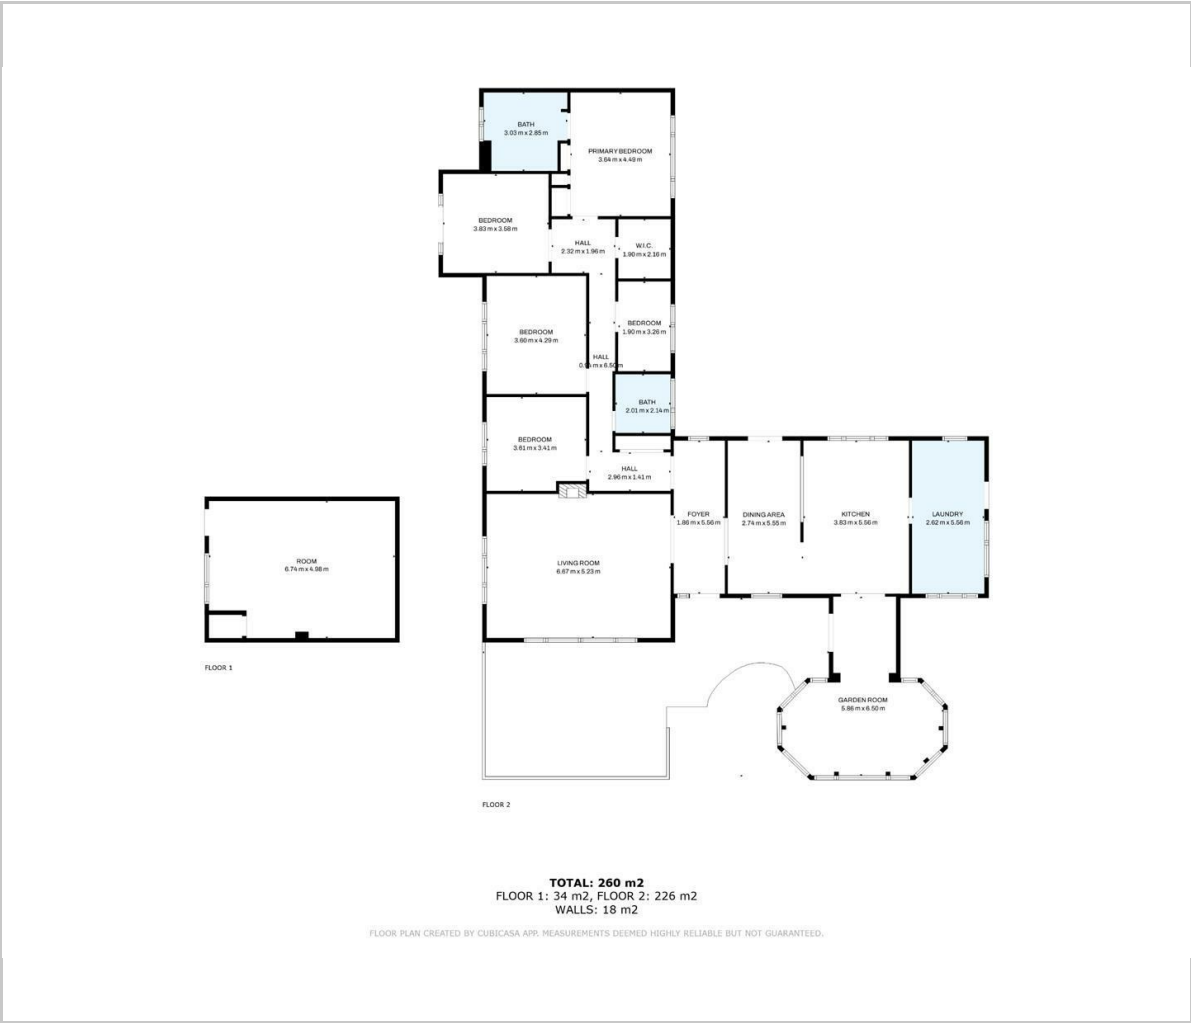 BATH
3.03 m x 2.85 m
PRIMARY BEDROOM
3.64 m x 4.49 m
BEDROOM
3.83 m x 3.58 m
HALL
2.32 m x 1.96 m
W.I.C.
1.90 m x 2.16 m
BEDROOM
3.66 m x 4.29 m
BEDROOM
1.90 m x 3.26 m
HALL
m x 6.50 m
BATH
2.01 m x 2.14 m
BEDROOM
3.61 m x 3.41 m
HALL
2.96 m x 1.41 m
FOYER
1.86 m x 5.56 m
DINING AREA
2.74 m x 5.55 m
KITCHEN
3.83 m x 5.56 m
LAUNDRY
2.62 m x 5.56 m
ROOM
6.74 m x 4.98 m
LIVING ROOM
6.67 m x 5.23 m
FLOOR 1
GARDEN ROOM
5.86 m x 6.50 m
FLOOR 2
TOTAL: 260 m2
FLOOR 1: 34 m2, FLOOR 2: 226 m2
WALLS: 18 m2
FLOOR PLAN CREATED BY CUBICASA APP. MEASUREMENTS DEEMED HIGHLY RELIABLE BUT NOT GUARANTEED.